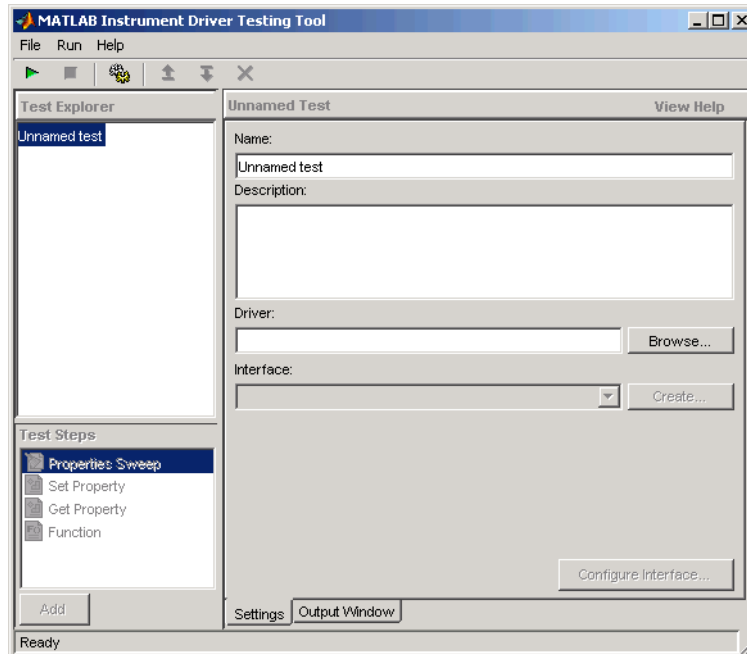 MATLAB Instrument Driver Testing Tool
File Run Help
Test Explorer
Unnamed test
Test Steps
Properties Sweep
Set Property
Get Property
Function
Add
Unnamed Test View Help
Name:
Unnamed test
Description:
Driver:
Browse...
Interface:
Create...
Configure Interface...
Settings Output Window
Ready